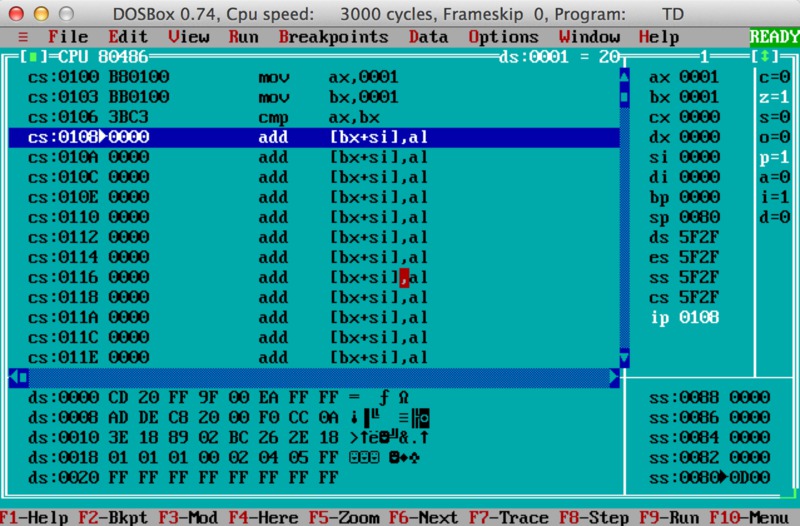 DOSBox 0.74, Cpu speed: 3000 cycles, Frameskip 0, Program: TD
≡ File Edit View Run Breakpoints Data Options Window Help READY
[■]=CPU 80486 ds:0001 = 20 1 [↕]
cs:0100 B80100 mov ax,0001 ax 0001 c=0
cs:0103 BB0100 mov bx,0001 bx 0001 z=1
cs:0106 3BC3 cmp ax,bx cx 0000 s=0
cs:0108▶0000 add [bx+si],al dx 0000 o=0
cs:010A 0000 add [bx+si],al si 0000 p=1
cs:010C 0000 add [bx+si],al di 0000 a=0
cs:010E 0000 add [bx+si],al bp 0000 i=1
cs:0110 0000 add [bx+si],al sp 0080 d=0
cs:0112 0000 add [bx+si],al ds 5F2F
cs:0114 0000 add [bx+si],al es 5F2F
cs:0116 0000 add [bx+si],al ss 5F2F
cs:0118 0000 add [bx+si],al cs 5F2F
cs:011A 0000 add [bx+si],al ip 0108
cs:011C 0000 add [bx+si],al
cs:011E 0000 add [bx+si],al
ds:0000 CD 20 FF 9F 00 EA FF FF = ƒ Ω ss:0088 0000
ds:0008 AD DE C8 20 00 F0 CC 0A ¡▐╚ ≡╠◙ ss:0086 0000
ds:0010 3E 18 89 02 BC 26 2E 18 >↑ë☻╝&.↑ ss:0084 0000
ds:0018 01 01 01 00 02 04 05 FF ☺☺☺ ☻♦♣ ss:0082 0000
ds:0020 FF FF FF FF FF FF FF FF ss:0080▶0D00
F1-Help F2-Bkpt F3-Mod F4-Here F5-Zoom F6-Next F7-Trace F8-Step F9-Run F10-Menu